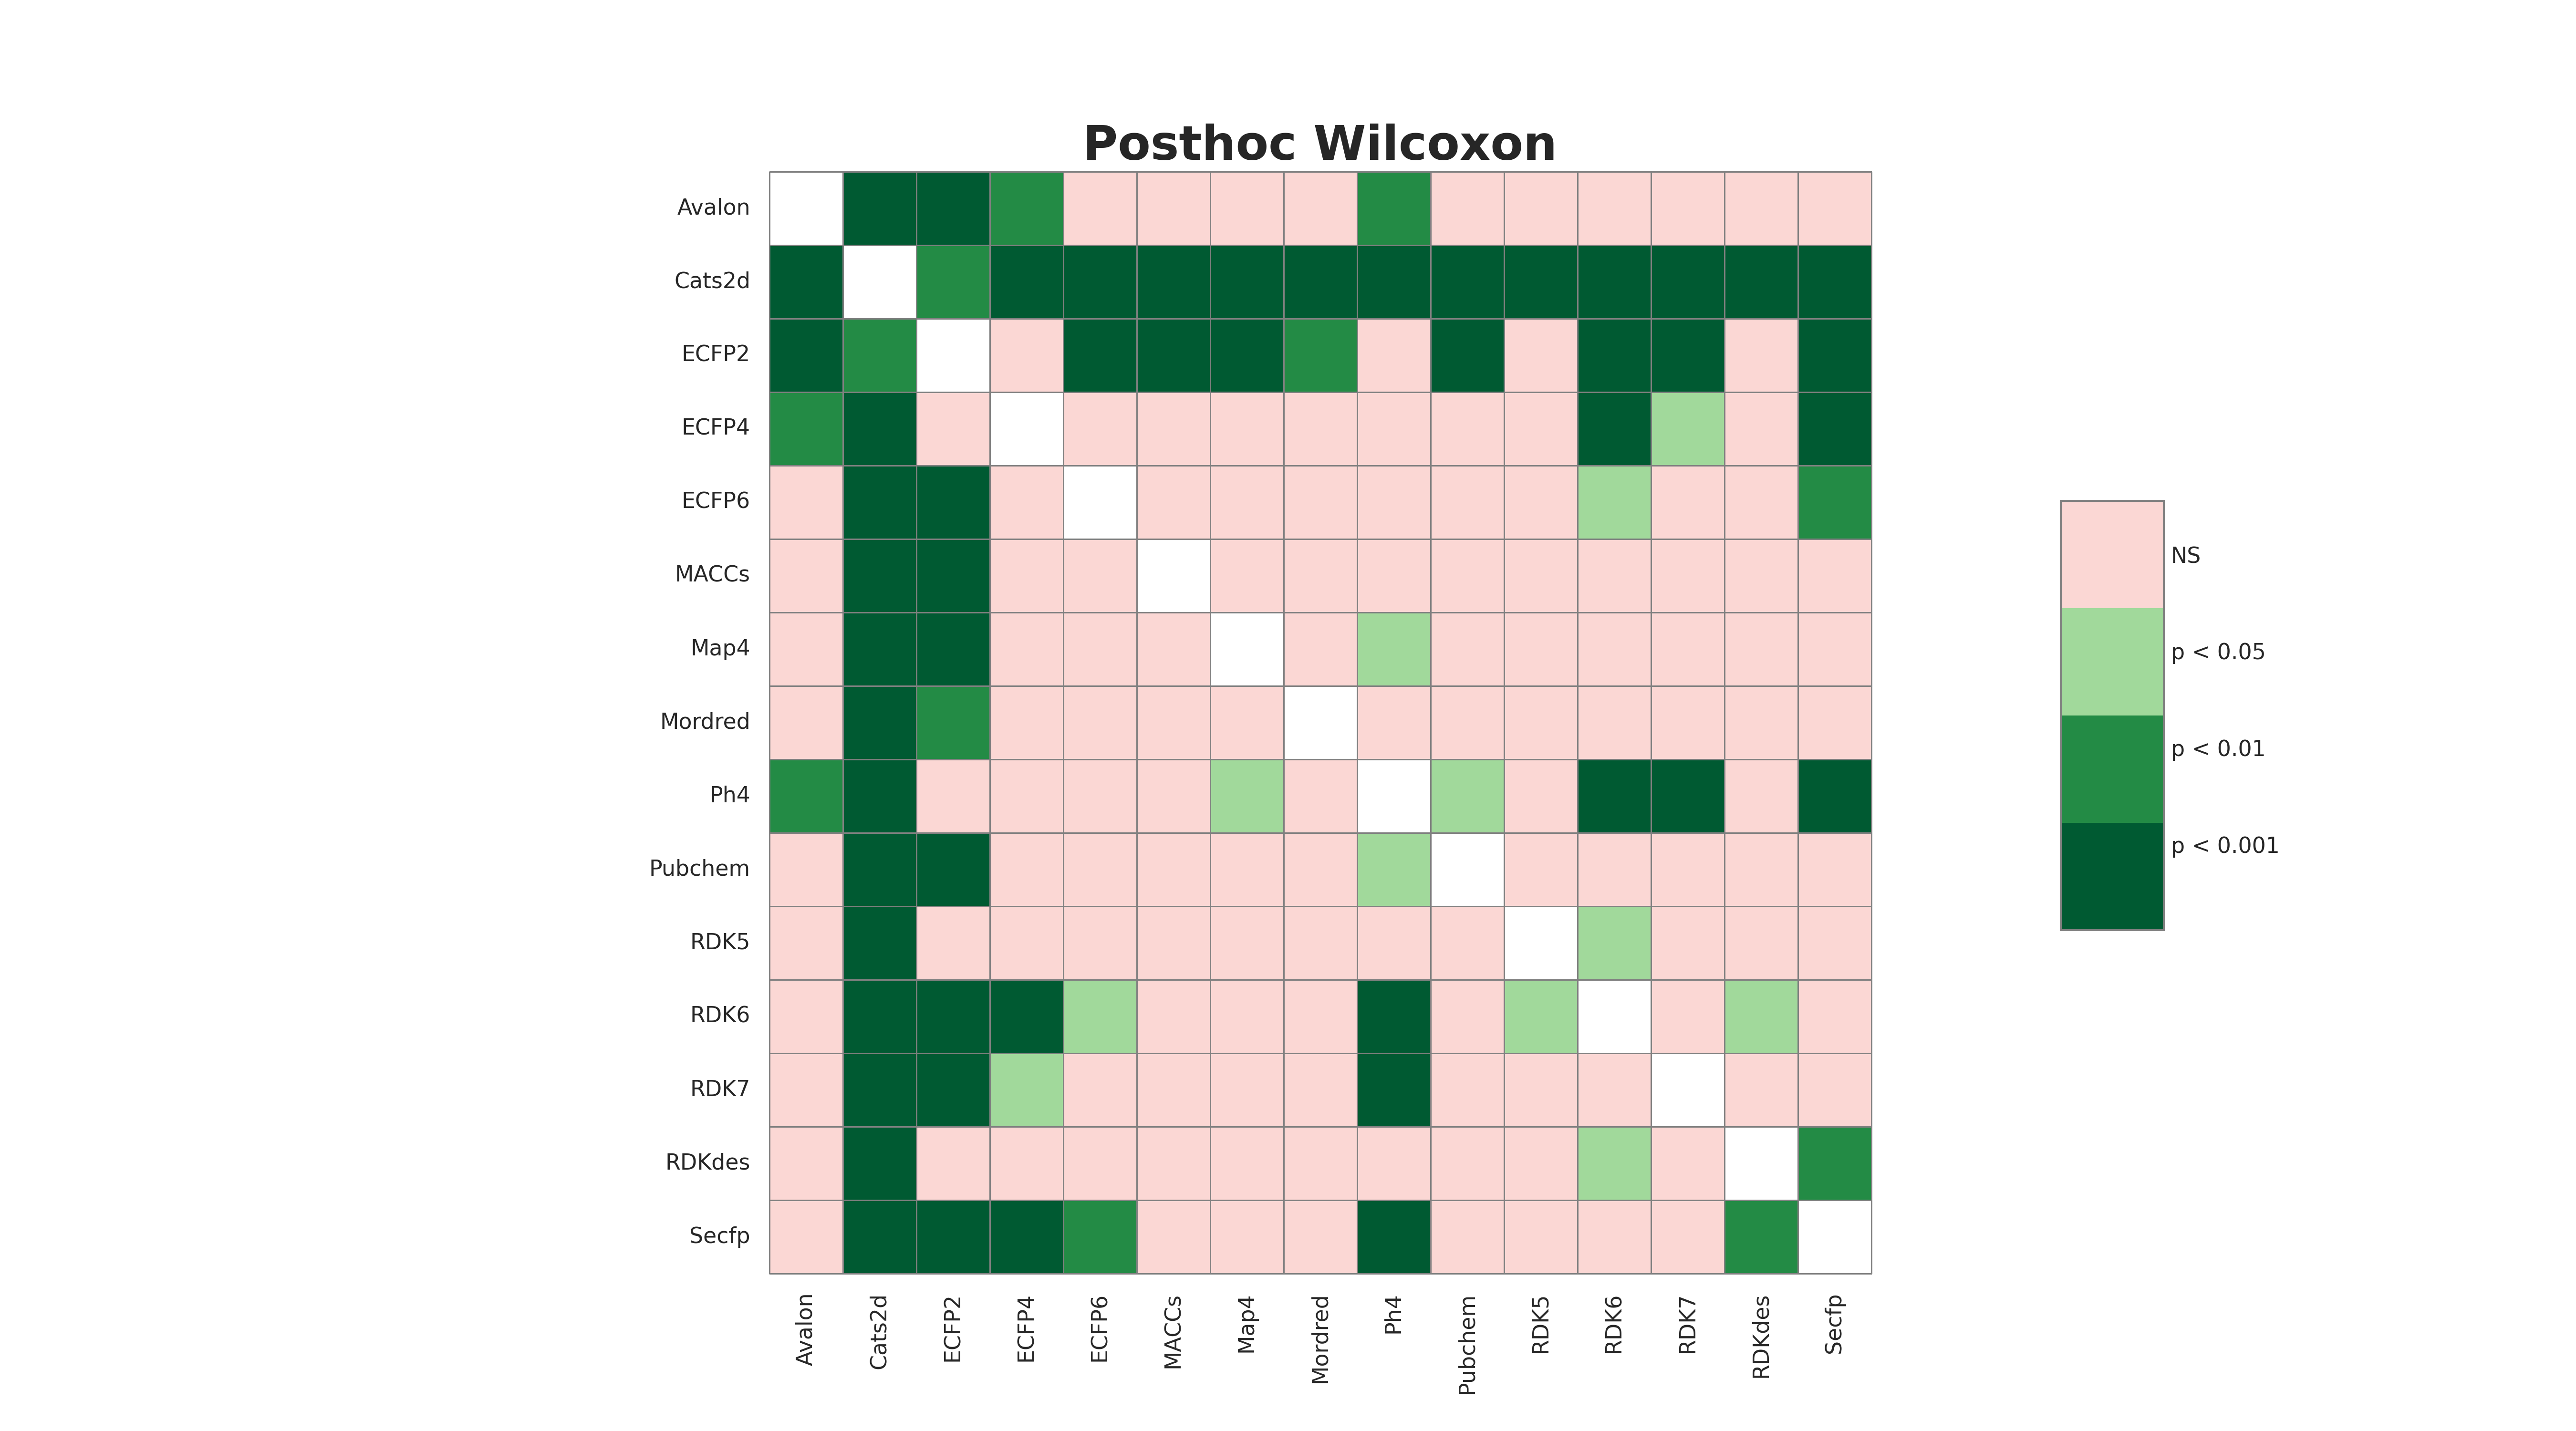 Posthoc Wilcoxon
Avalon
Cats2d
ECFP2
ECFP4
ECFP6
MACCs
Map4
Mordred
Ph4
Pubchem
RDK5
RDK6
RDK7
RDKdes
Secfp
Avalon
Cats2d
ECFP2
ECFP4
ECFP6
MACCs
Map4
Mordred
Ph4
Pubchem
RDK5
RDK6
RDK7
RDKdes
Secfp
NS
p < 0.05
p < 0.01
p < 0.001